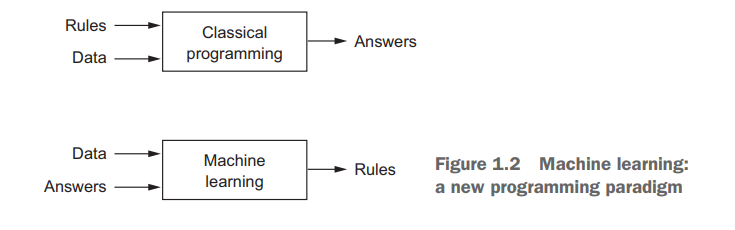 Rules
Data
Classical
programming
Answers
Data
Answers
Machine
learning
Rules
Figure 1.2 Machine learning:
a new programming paradigm